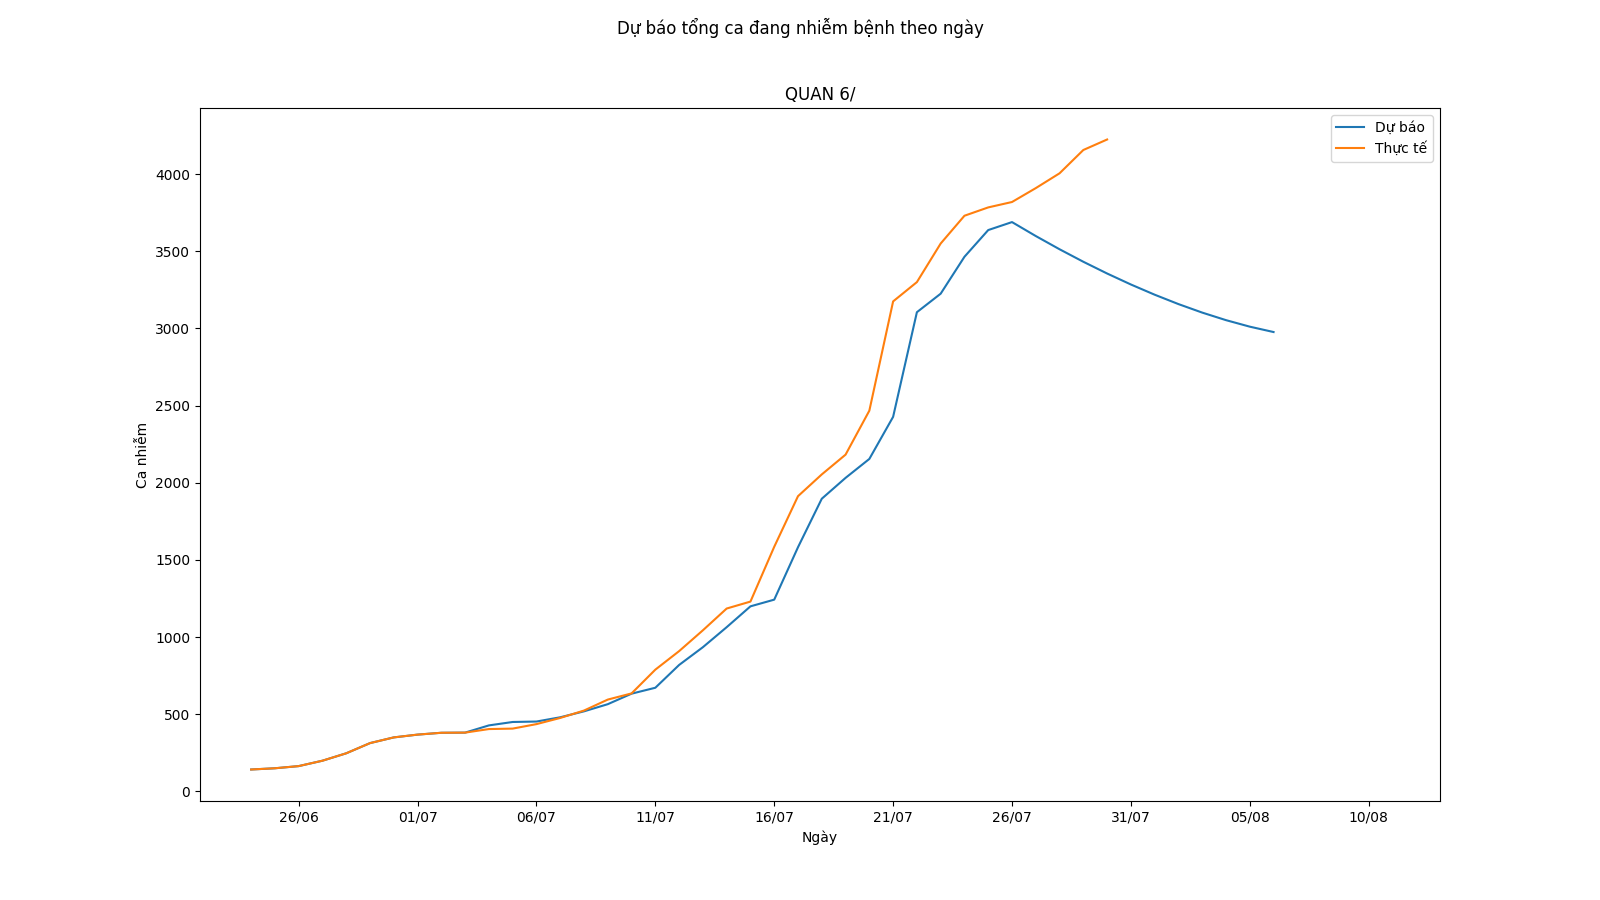 Dự báo tổng ca đang nhiễm bệnh theo ngày
QUAN 6/
Dự báo
Thực tế
4000
3500
3000
2500
2000
1500
1000
500
0
Ca nhiễm
26/06 01/07 06/07 11/07 16/07 21/07 26/07 31/07 05/08 10/08
Ngày